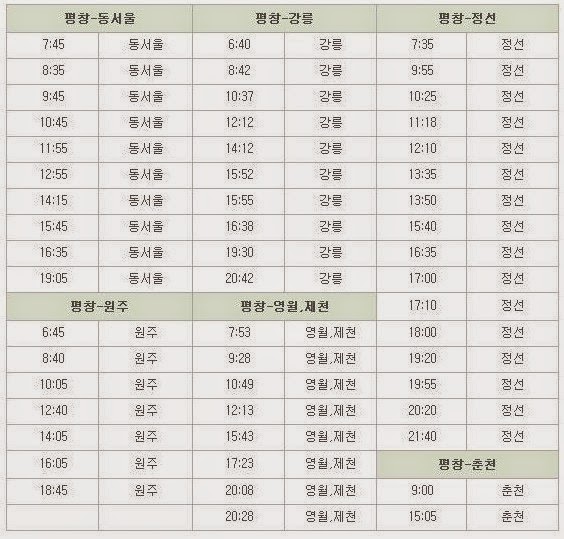 평창-동서울 평창-강릉 평창-정선
7:45 동서울 6:40 강릉 7:35 정선
8:35 동서울 8:42 강릉 9:55 정선
9:45 동서울 10:37 강릉 10:25 정선
10:45 동서울 12:12 강릉 11:18 정선
11:55 동서울 14:12 강릉 12:10 정선
12:55 동서울 15:52 강릉 13:35 정선
14:15 동서울 15:55 강릉 13:50 정선
15:45 동서울 16:38 강릉 15:40 정선
16:35 동서울 19:30 강릉 16:35 정선
19:05 동서울 20:42 강릉 17:00 정선
평창-원주 평창-영월,제천 17:10 정선
6:45 원주 7:53 영월,제천 18:00 정선
8:40 원주 9:28 영월,제천 19:20 정선
10:05 원주 10:49 영월,제천 19:55 정선
12:40 원주 12:13 영월,제천 20:20 정선
14:05 원주 15:43 영월,제천 21:40 정선
16:05 원주 17:23 영월,제천 평창-춘천
18:45 원주 20:08 영월,제천 9:00 춘천
20:28 영월,제천 15:05 춘천